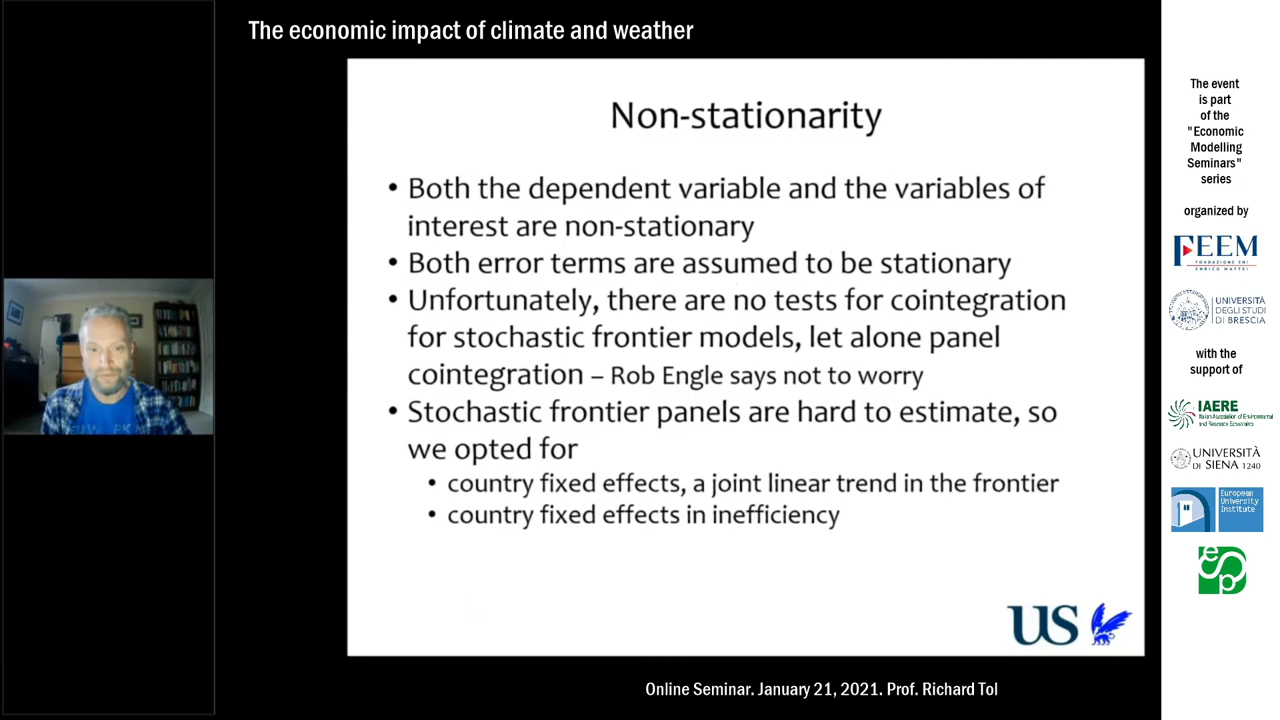 The economic impact of climate and weather
Non-stationarity
• Both the dependent variable and the variables of
interest are non-stationary
• Both error terms are assumed to be stationary
• Unfortunately, there are no tests for cointegration
for stochastic frontier models, let alone panel
cointegration – Rob Engle says not to worry
• Stochastic frontier panels are hard to estimate, so
we opted for
• country fixed effects, a joint linear trend in the frontier
• country fixed effects in inefficiency
US
Online Seminar. January 21, 2021. Prof. Richard Tol
The event
is part
of the
"Economic
Modelling
Seminars"
series
organized by
FEEM
FONDAZIONE ENI
ENRICO MATTEI
UNIVERSITÀ
DEGLI STUDI
DI BRESCIA
with the
support of
IAERE
Italian Association of Environmental
and Resource Economists
UNIVERSITÀ
DI SIENA 1240
European
University
Institute
esp